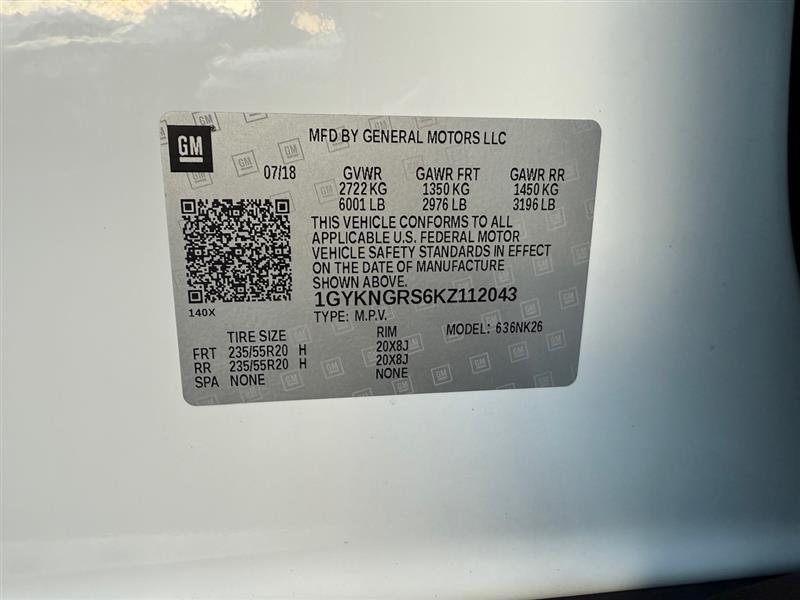 GM
MFD BY GENERAL MOTORS LLC
07/18 GVWR GAWR FRT GAWR RR
2722 KG 1350 KG 1450 KG
6001 LB 2976 LB 3196 LB
THIS VEHICLE CONFORMS TO ALL
APPLICABLE U.S. FEDERAL MOTOR
VEHICLE SAFETY STANDARDS IN EFFECT
ON THE DATE OF MANUFACTURE
SHOWN ABOVE.
1GYKNGRS6KZ112043
140X
TYPE: M.P.V. MODEL: 636NK26
TIRE SIZE RIM
FRT 235/55R20 H 20X8J
RR 235/55R20 H 20X8J
SPA NONE NONE